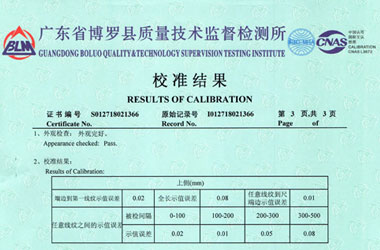 BLN
广东省博罗县质量技术监督检测所
GUANGDONG BOLUO QUALITY&TECHNOLOGY SUPERVISION TESTING INSTITUTE
CNAS
校准结果
RESULTS OF CALIBRATION
证书编号 S012718021366 原始记录号 I012718021366 第 3 页,共 3 页
Certificate No. Record No. Page of
1、外观检查: 外观完好。
Appearance checked: Pass.
2、校准结果:
Results of Calibration:
上侧(mm)
端边到第一线纹示值误差 0.02 全长示值误差 0.08 任意线纹到尺端边示值误差 0.01
任意线纹之间的示值误差 被检间隔 0-100 100-200 200-300 300-500
示值误差 0.02 0.01 0.05 0.08